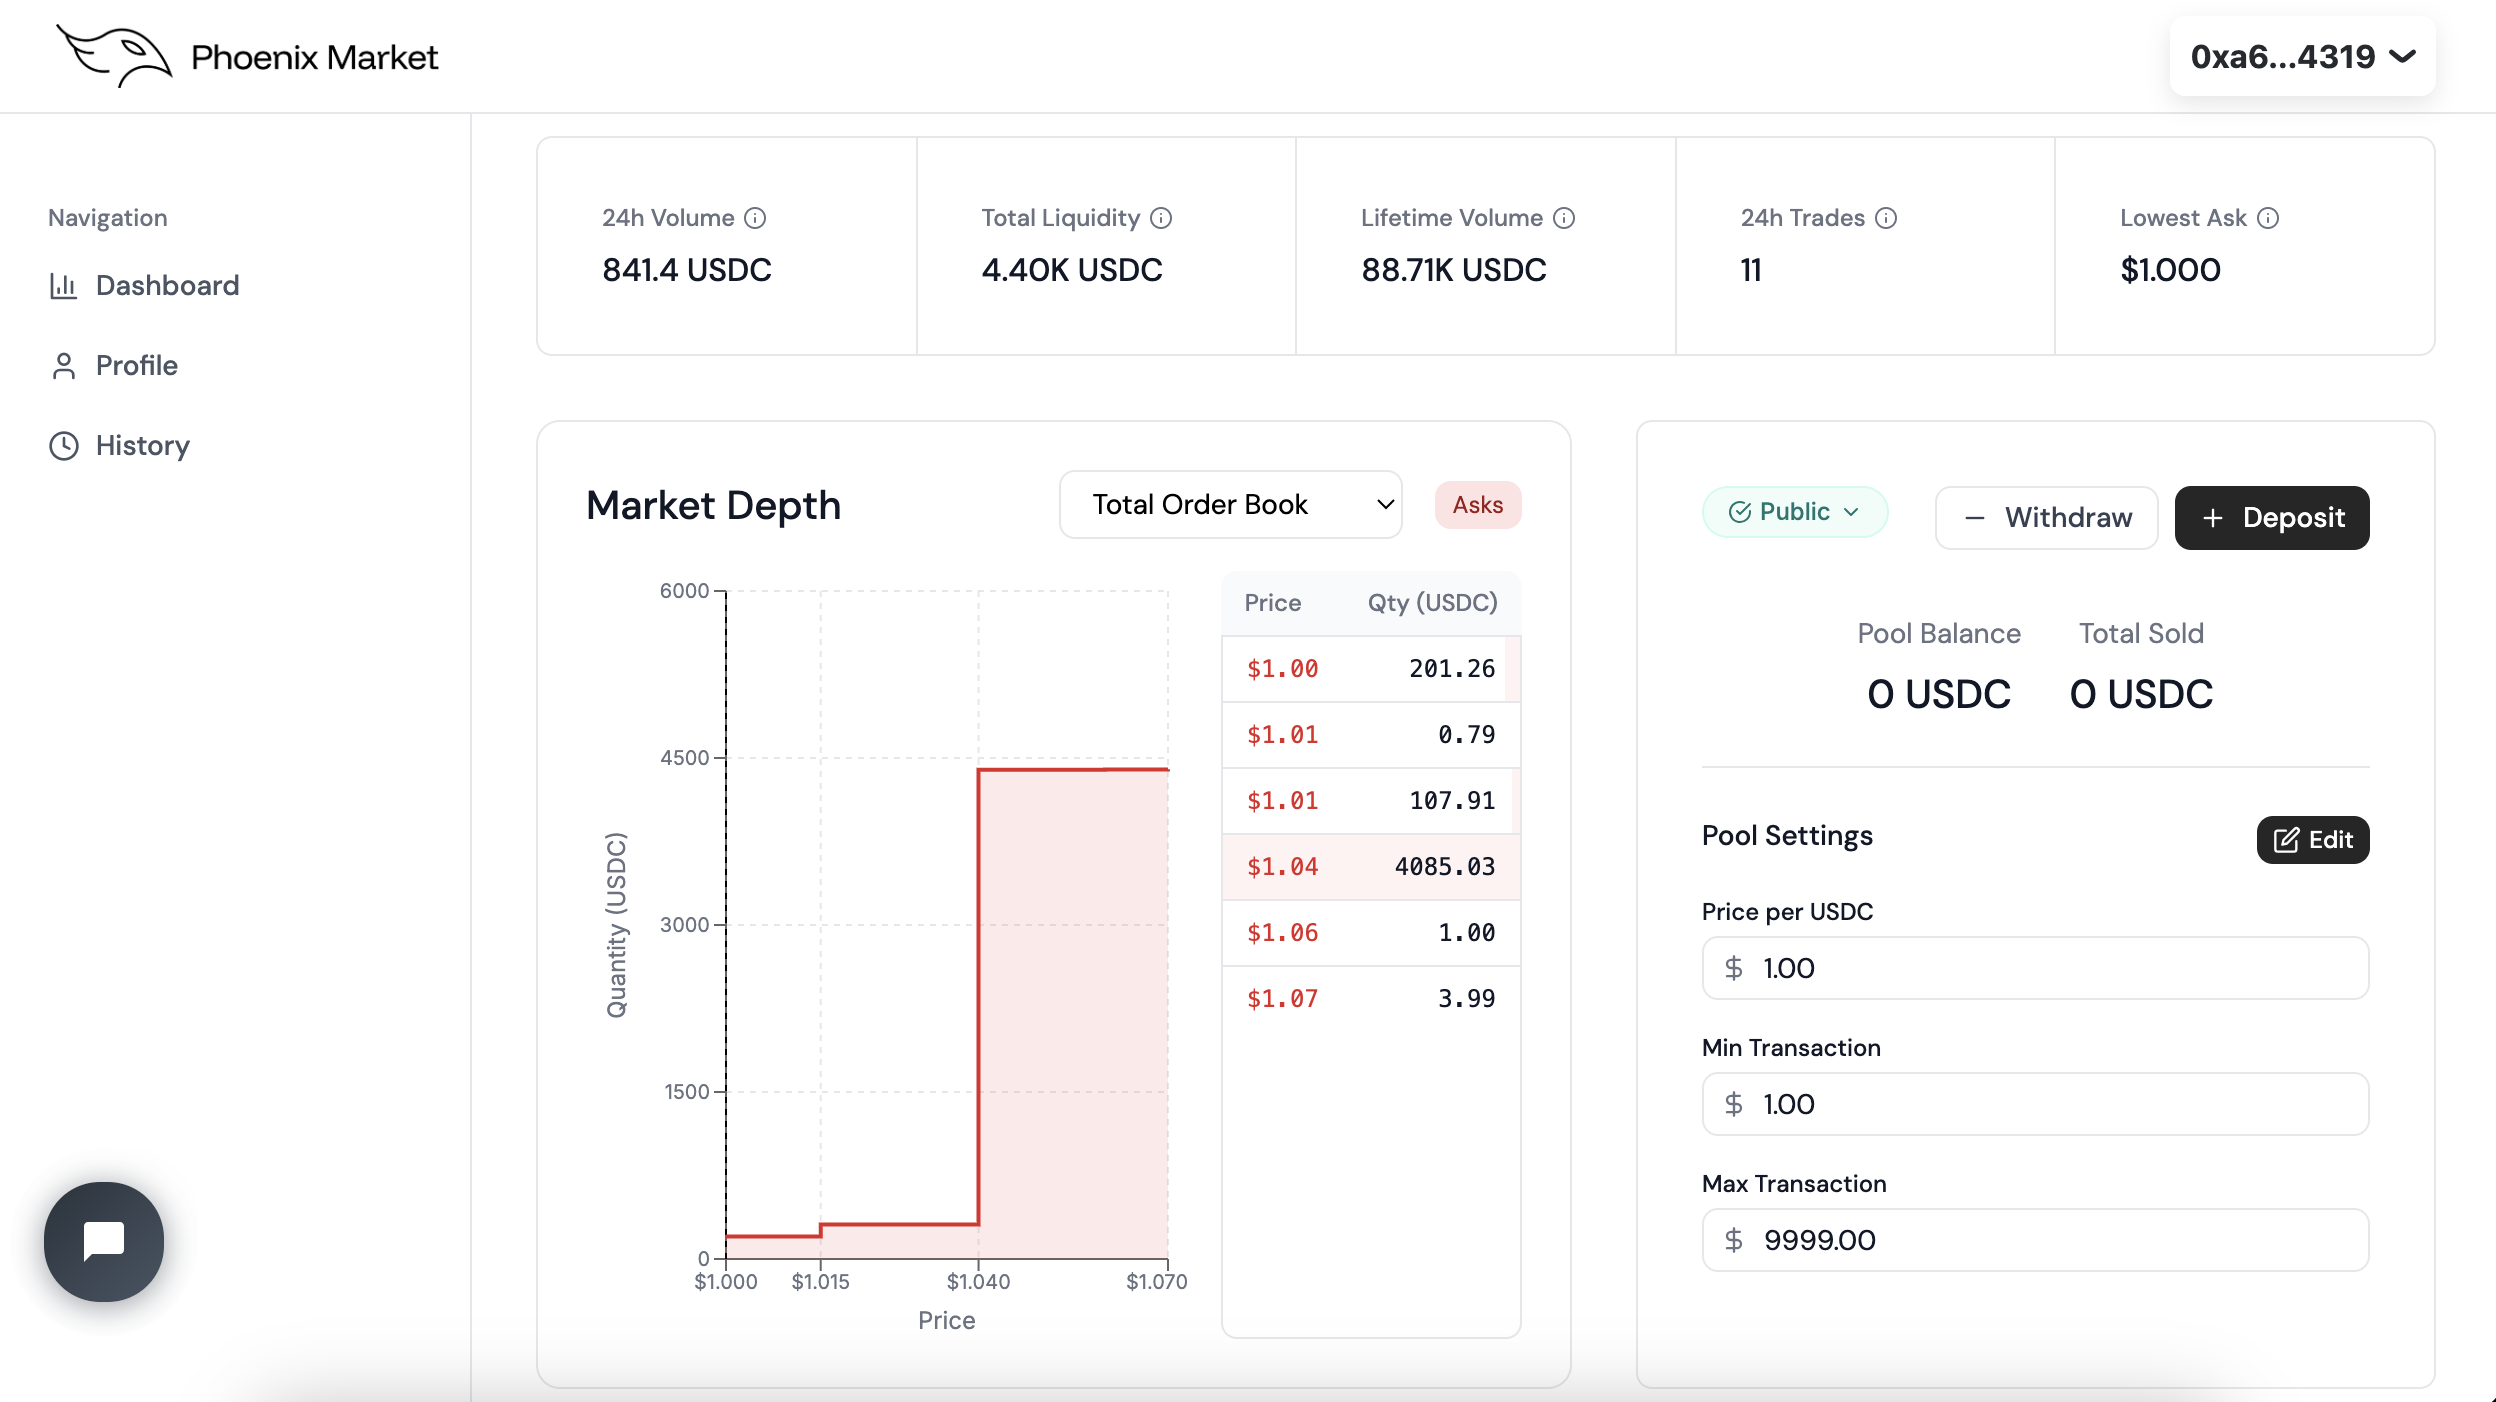 Phoenix Market
0xa6...4319
Navigation
Dashboard
Profile
History
24h Volume
841.4 USDC
Total Liquidity
4.40K USDC
Lifetime Volume
88.71K USDC
24h Trades
11
Lowest Ask
$1.000
Market Depth
Total Order Book
Asks
6000
4500
3000
1500
0
Quantity (USDC)
$1.000
$1.015
$1.040
$1.070
Price
Price Qty (USDC)
$1.00 201.26
$1.01 0.79
$1.01 107.91
$1.04 4085.03
$1.06 1.00
$1.07 3.99
Public
Withdraw
Deposit
Pool Balance
0 USDC
Total Sold
0 USDC
Pool Settings
Edit
Price per USDC
$ 1.00
Min Transaction
$ 1.00
Max Transaction
$ 9999.00